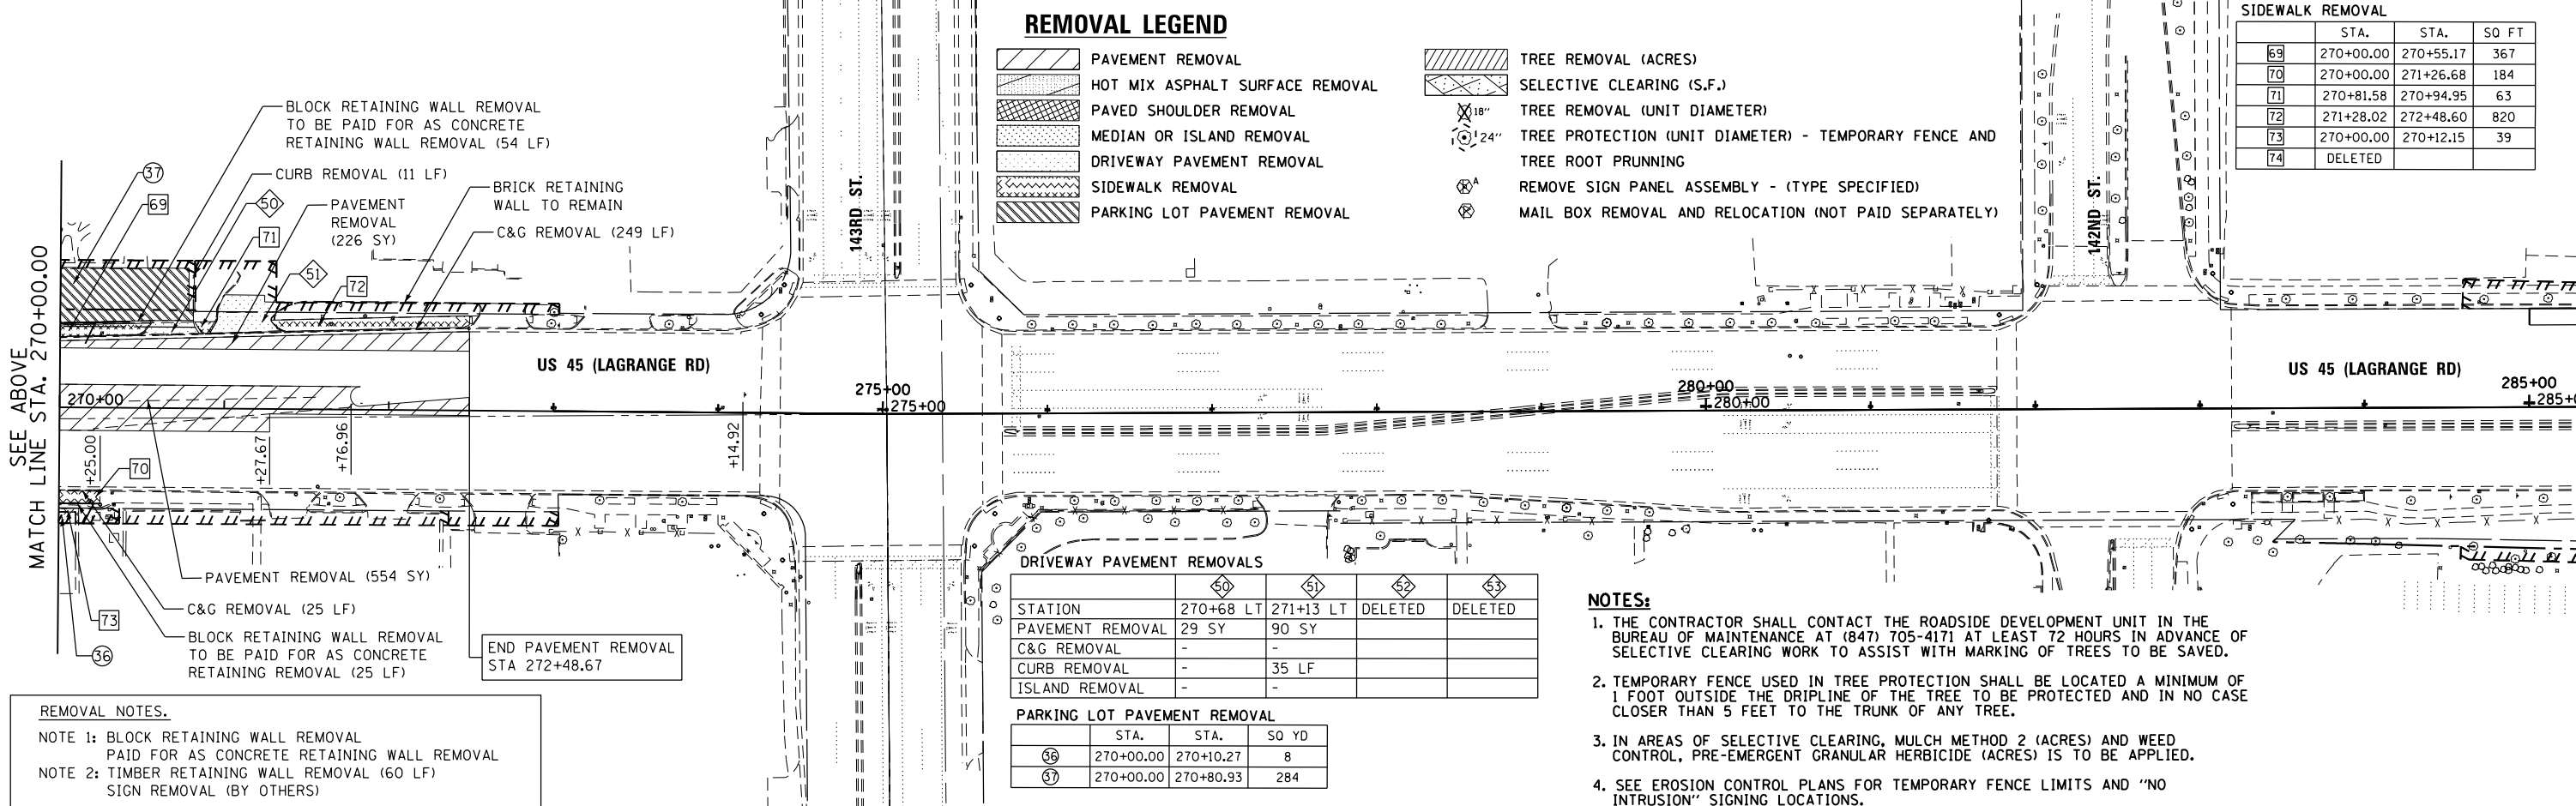 REMOVAL LEGEND
PAVEMENT REMOVAL
HOT MIX ASPHALT SURFACE REMOVAL
PAVED SHOULDER REMOVAL
MEDIAN OR ISLAND REMOVAL
DRIVEWAY PAVEMENT REMOVAL
SIDEWALK REMOVAL
PARKING LOT PAVEMENT REMOVAL
TREE REMOVAL (ACRES)
SELECTIVE CLEARING (S.F.)
18" TREE REMOVAL (UNIT DIAMETER)
24" TREE PROTECTION (UNIT DIAMETER) - TEMPORARY FENCE AND
TREE ROOT PRUNNING
A REMOVE SIGN PANEL ASSEMBLY - (TYPE SPECIFIED)
MAIL BOX REMOVAL AND RELOCATION (NOT PAID SEPARATELY)
SIDEWALK REMOVAL
STA. STA. SQ FT
69 270+00.00 270+55.17 367
70 270+00.00 271+26.68 184
71 270+81.58 270+94.95 63
72 271+28.02 272+48.60 820
73 270+00.00 270+12.15 39
74 DELETED
BLOCK RETAINING WALL REMOVAL
TO BE PAID FOR AS CONCRETE
RETAINING WALL REMOVAL (54 LF)
37
CURB REMOVAL (11 LF)
69
50
BRICK RETAINING
WALL TO REMAIN
PAVEMENT
REMOVAL
(226 SY)
71
C&G REMOVAL (249 LF)
51
72
143RD ST.
142ND ST.
SEE ABOVE
MATCH LINE STA. 270+00.00
US 45 (LAGRANGE RD)
US 45 (LAGRANGE RD)
270+00
275+00
275+00
280+00
280+00
285+00
285+0
+25.00
+27.67
+76.96
+14.92
70
PAVEMENT REMOVAL (554 SY)
C&G REMOVAL (25 LF)
73
BLOCK RETAINING WALL REMOVAL
TO BE PAID FOR AS CONCRETE
RETAINING REMOVAL (25 LF)
36
END PAVEMENT REMOVAL
STA 272+48.67
REMOVAL NOTES.
NOTE 1: BLOCK RETAINING WALL REMOVAL
PAID FOR AS CONCRETE RETAINING WALL REMOVAL
NOTE 2: TIMBER RETAINING WALL REMOVAL (60 LF)
SIGN REMOVAL (BY OTHERS)
DRIVEWAY PAVEMENT REMOVALS
50 51 52 53
STATION 270+68 LT 271+13 LT DELETED DELETED
PAVEMENT REMOVAL 29 SY 90 SY
C&G REMOVAL - -
CURB REMOVAL - 35 LF
ISLAND REMOVAL - -
PARKING LOT PAVEMENT REMOVAL
STA. STA. SQ YD
36 270+00.00 270+10.27 8
37 270+00.00 270+80.93 284
NOTES:
1. THE CONTRACTOR SHALL CONTACT THE ROADSIDE DEVELOPMENT UNIT IN THE
BUREAU OF MAINTENANCE AT (847) 705-4171 AT LEAST 72 HOURS IN ADVANCE OF
SELECTIVE CLEARING WORK TO ASSIST WITH MARKING OF TREES TO BE SAVED.
2. TEMPORARY FENCE USED IN TREE PROTECTION SHALL BE LOCATED A MINIMUM OF
1 FOOT OUTSIDE THE DRIPLINE OF THE TREE TO BE PROTECTED AND IN NO CASE
CLOSER THAN 5 FEET TO THE TRUNK OF ANY TREE.
3. IN AREAS OF SELECTIVE CLEARING, MULCH METHOD 2 (ACRES) AND WEED
CONTROL, PRE-EMERGENT GRANULAR HERBICIDE (ACRES) IS TO BE APPLIED.
4. SEE EROSION CONTROL PLANS FOR TEMPORARY FENCE LIMITS AND "NO
INTRUSION" SIGNING LOCATIONS.